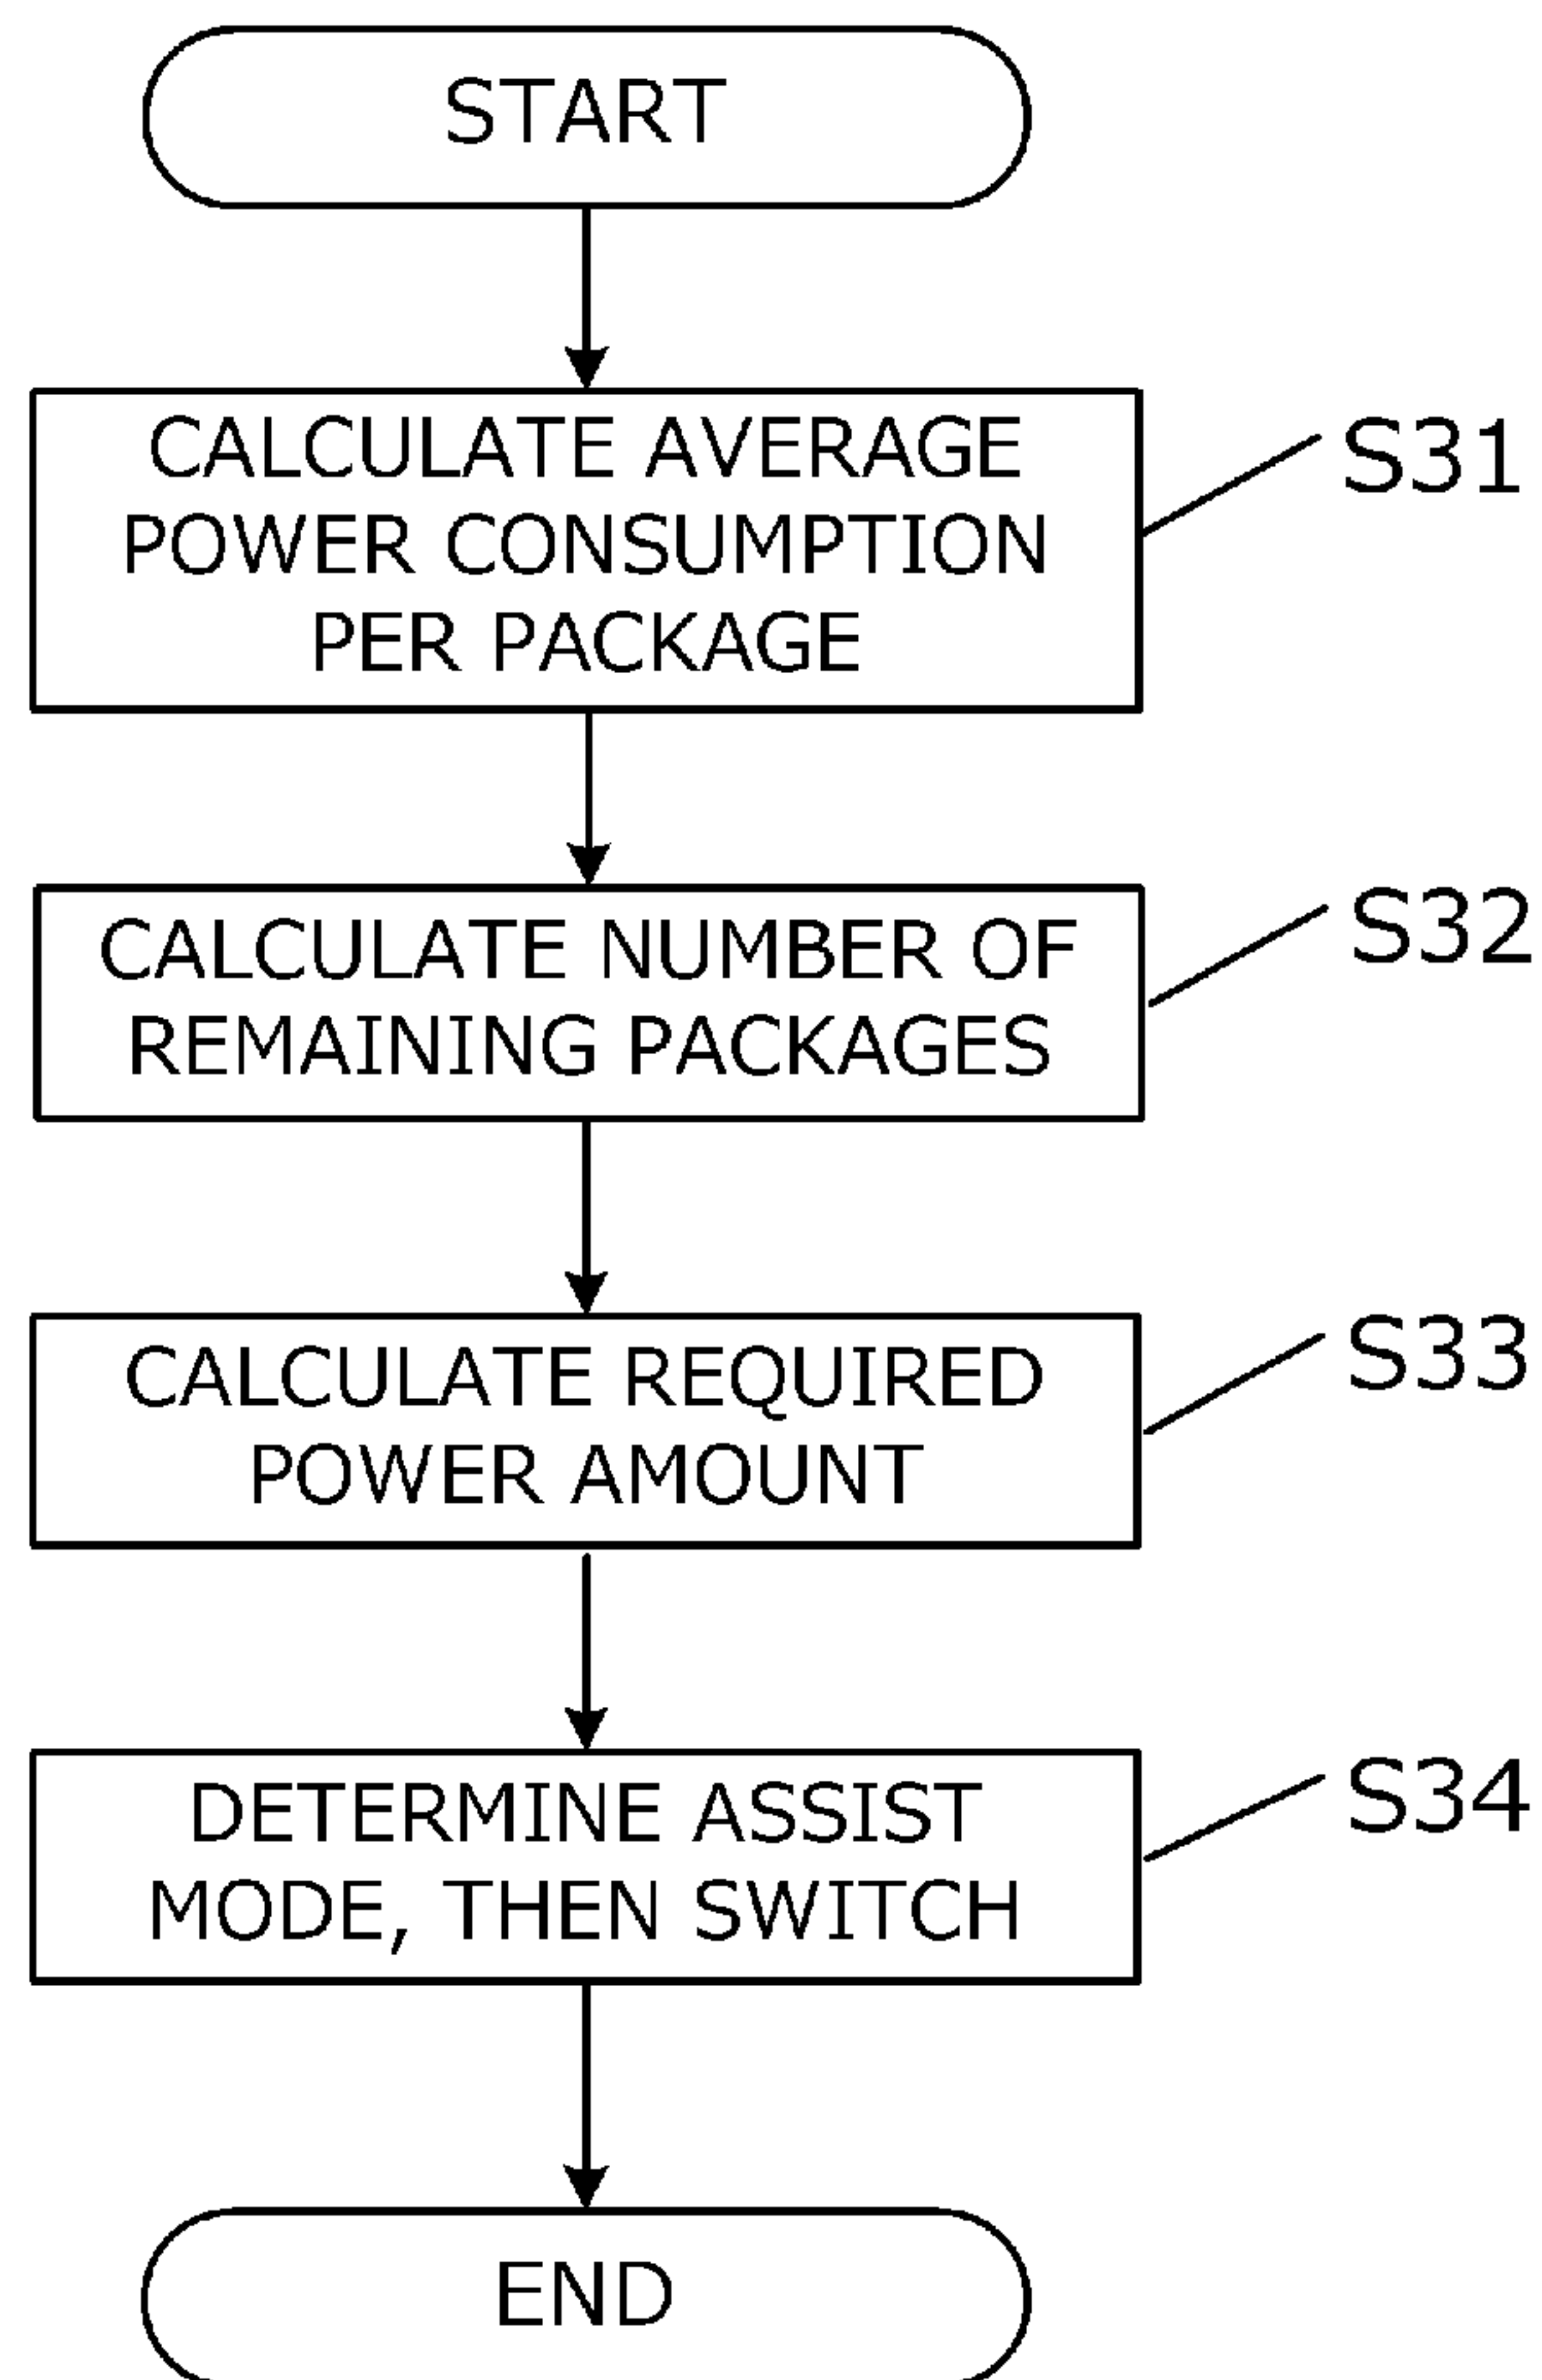 START
CALCULATE AVERAGE
POWER CONSUMPTION
PER PACKAGE
S31
CALCULATE NUMBER OF
REMAINING PACKAGES
S32
CALCULATE REQUIRED
POWER AMOUNT
S33
DETERMINE ASSIST
MODE, THEN SWITCH
S34
END